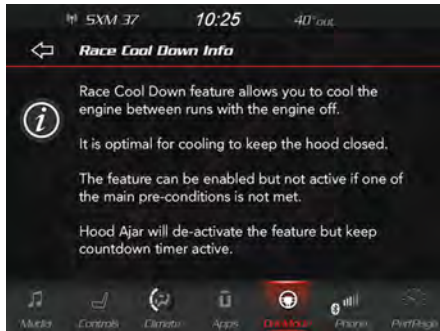 SXM 37 10:25 40° out
Race Cool Down Info
Race Cool Down feature allows you to cool the
engine between runs with the engine off.
It is optimal for cooling to keep the hood closed.
The feature can be enabled but not active if one of
the main pre-conditions is not met.
Hood Ajar will de-activate the feature but keep
countdown timer active.
Media Controls Climate Apps Phone